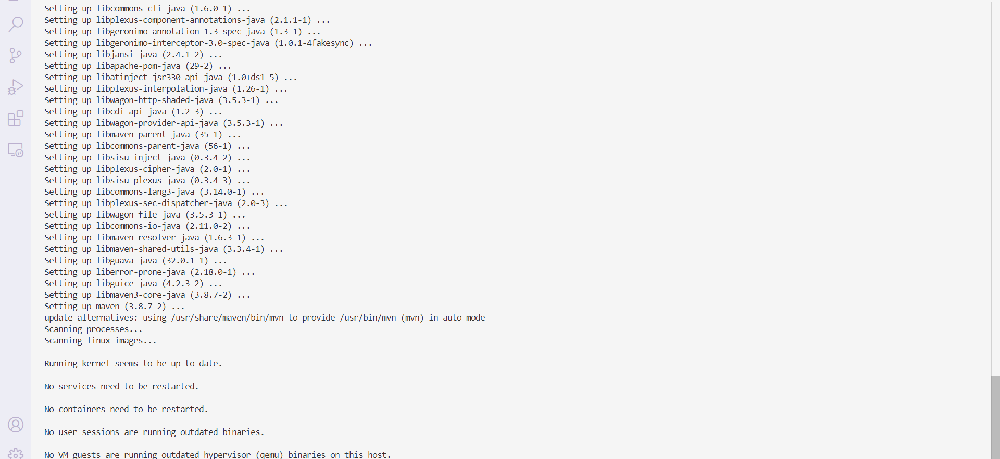 Setting up libcommons-cli-java (1.6.0-1) ...
Setting up libplexus-component-annotations-java (2.1.1-1) ...
Setting up libgeronimo-annotation-1.3-spec-java (1.3-1) ...
Setting up libgeronimo-interceptor-3.0-spec-java (1.0.1-4fakesync) ...
Setting up libjansi-java (2.4.1-2) ...
Setting up libapache-pom-java (29-2) ...
Setting up libatinject-jsr330-api-java (1.0+ds1-5) ...
Setting up libplexus-interpolation-java (1.26-1) ...
Setting up libwagon-http-shaded-java (3.5.3-1) ...
Setting up libcdi-api-java (1.2-3) ...
Setting up libwagon-provider-api-java (3.5.3-1) ...
Setting up libmaven-parent-java (35-1) ...
Setting up libcommons-parent-java (56-1) ...
Setting up libsisu-inject-java (0.3.4-2) ...
Setting up libplexus-cipher-java (2.0-1) ...
Setting up libsisu-plexus-java (0.3.4-3) ...
Setting up libcommons-lang3-java (3.14.0-1) ...
Setting up libplexus-sec-dispatcher-java (2.0-3) ...
Setting up libwagon-file-java (3.5.3-1) ...
Setting up libcommons-io-java (2.11.0-2) ...
Setting up libmaven-resolver-java (1.6.3-1) ...
Setting up libmaven-shared-utils-java (3.3.4-1) ...
Setting up libguava-java (32.0.1-1) ...
Setting up liberror-prone-java (2.18.0-1) ...
Setting up libguice-java (4.2.3-2) ...
Setting up libmaven3-core-java (3.8.7-2) ...
Setting up maven (3.8.7-2) ...
update-alternatives: using /usr/share/maven/bin/mvn to provide /usr/bin/mvn (mvn) in auto mode
Scanning processes...
Scanning linux images...
Running kernel seems to be up-to-date.
No services need to be restarted.
No containers need to be restarted.
No user sessions are running outdated binaries.
No VM guests are running outdated hypervisor (qemu) binaries on this host.